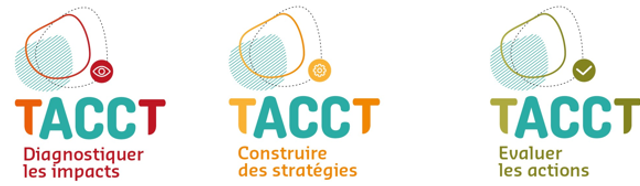 TACCT
Diagnostiquer
les impacts
TACCT
Construire
des stratégies
TACCT
Evaluer
les actions